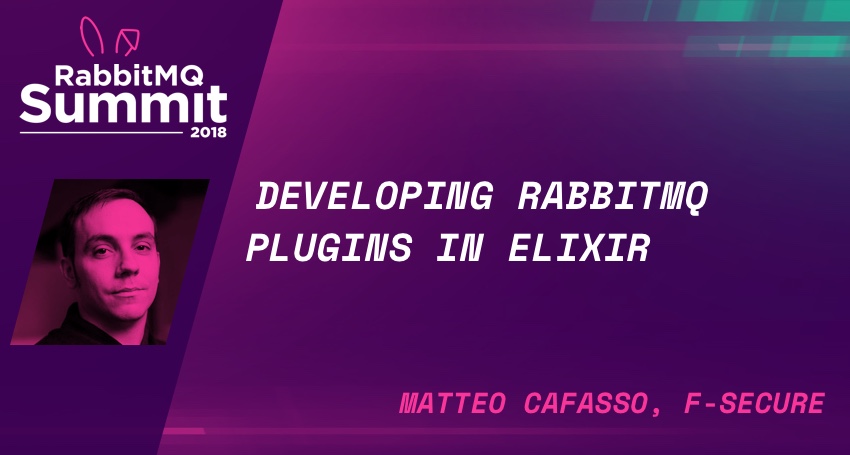 RabbitMQ
Summit
2018
DEVELOPING RABBITMQ
PLUGINS IN ELIXIR
MATTEO CAFASSO, F-SECURE